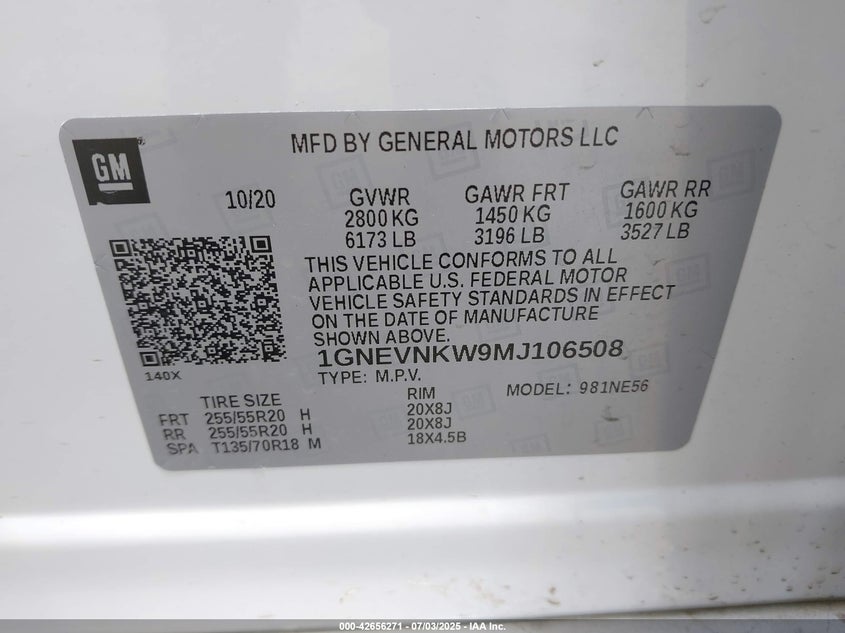 MFD BY GENERAL MOTORS LLC
GM
10/20 GVWR GAWR FRT GAWR RR
2800 KG 1450 KG 1600 KG
6173 LB 3196 LB 3527 LB
THIS VEHICLE CONFORMS TO ALL
APPLICABLE U.S. FEDERAL MOTOR
VEHICLE SAFETY STANDARDS IN EFFECT
ON THE DATE OF MANUFACTURE
SHOWN ABOVE.
1GNEVNKW9MJ106508
140X
TYPE: M.P.V. MODEL: 981NE56
TIRE SIZE RIM
FRT 255/55R20 H 20X8J
RR 255/55R20 H 20X8J
SPA T135/70R18 M 18X4.5B
000-42656271 - 07/03/2025 - IAA Inc.